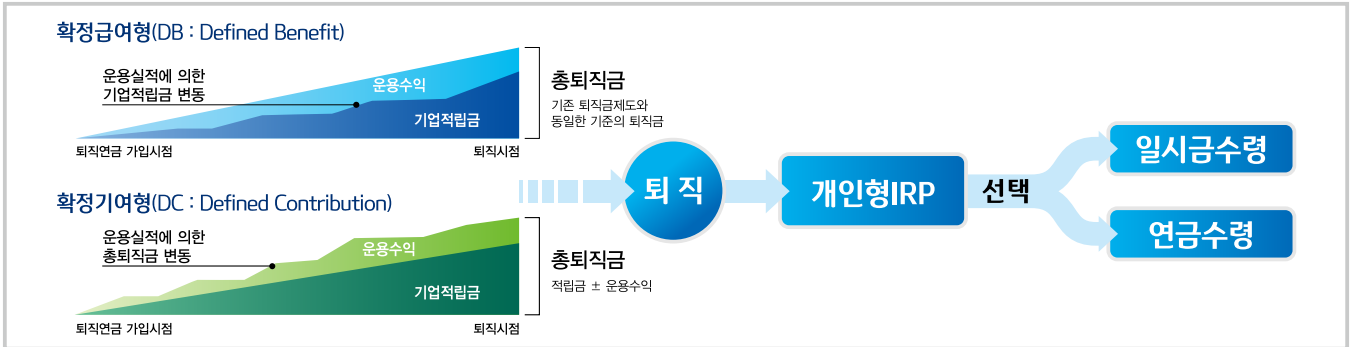 확정급여형(DB : Defined Benefit)
운용실적에 의한
기업적립금 변동
운용수익
기업적립금
퇴직연금 가입시점
퇴직시점
총퇴직금
기존 퇴직금제도와
동일한 기준의 퇴직금
확정기여형(DC : Defined Contribution)
운용실적에 의한
총퇴직금 변동
운용수익
기업적립금
퇴직연금 가입시점
퇴직시점
총퇴직금
적립금 ± 운용수익
퇴 직
개인형IRP
선택
일시금수령
연금수령